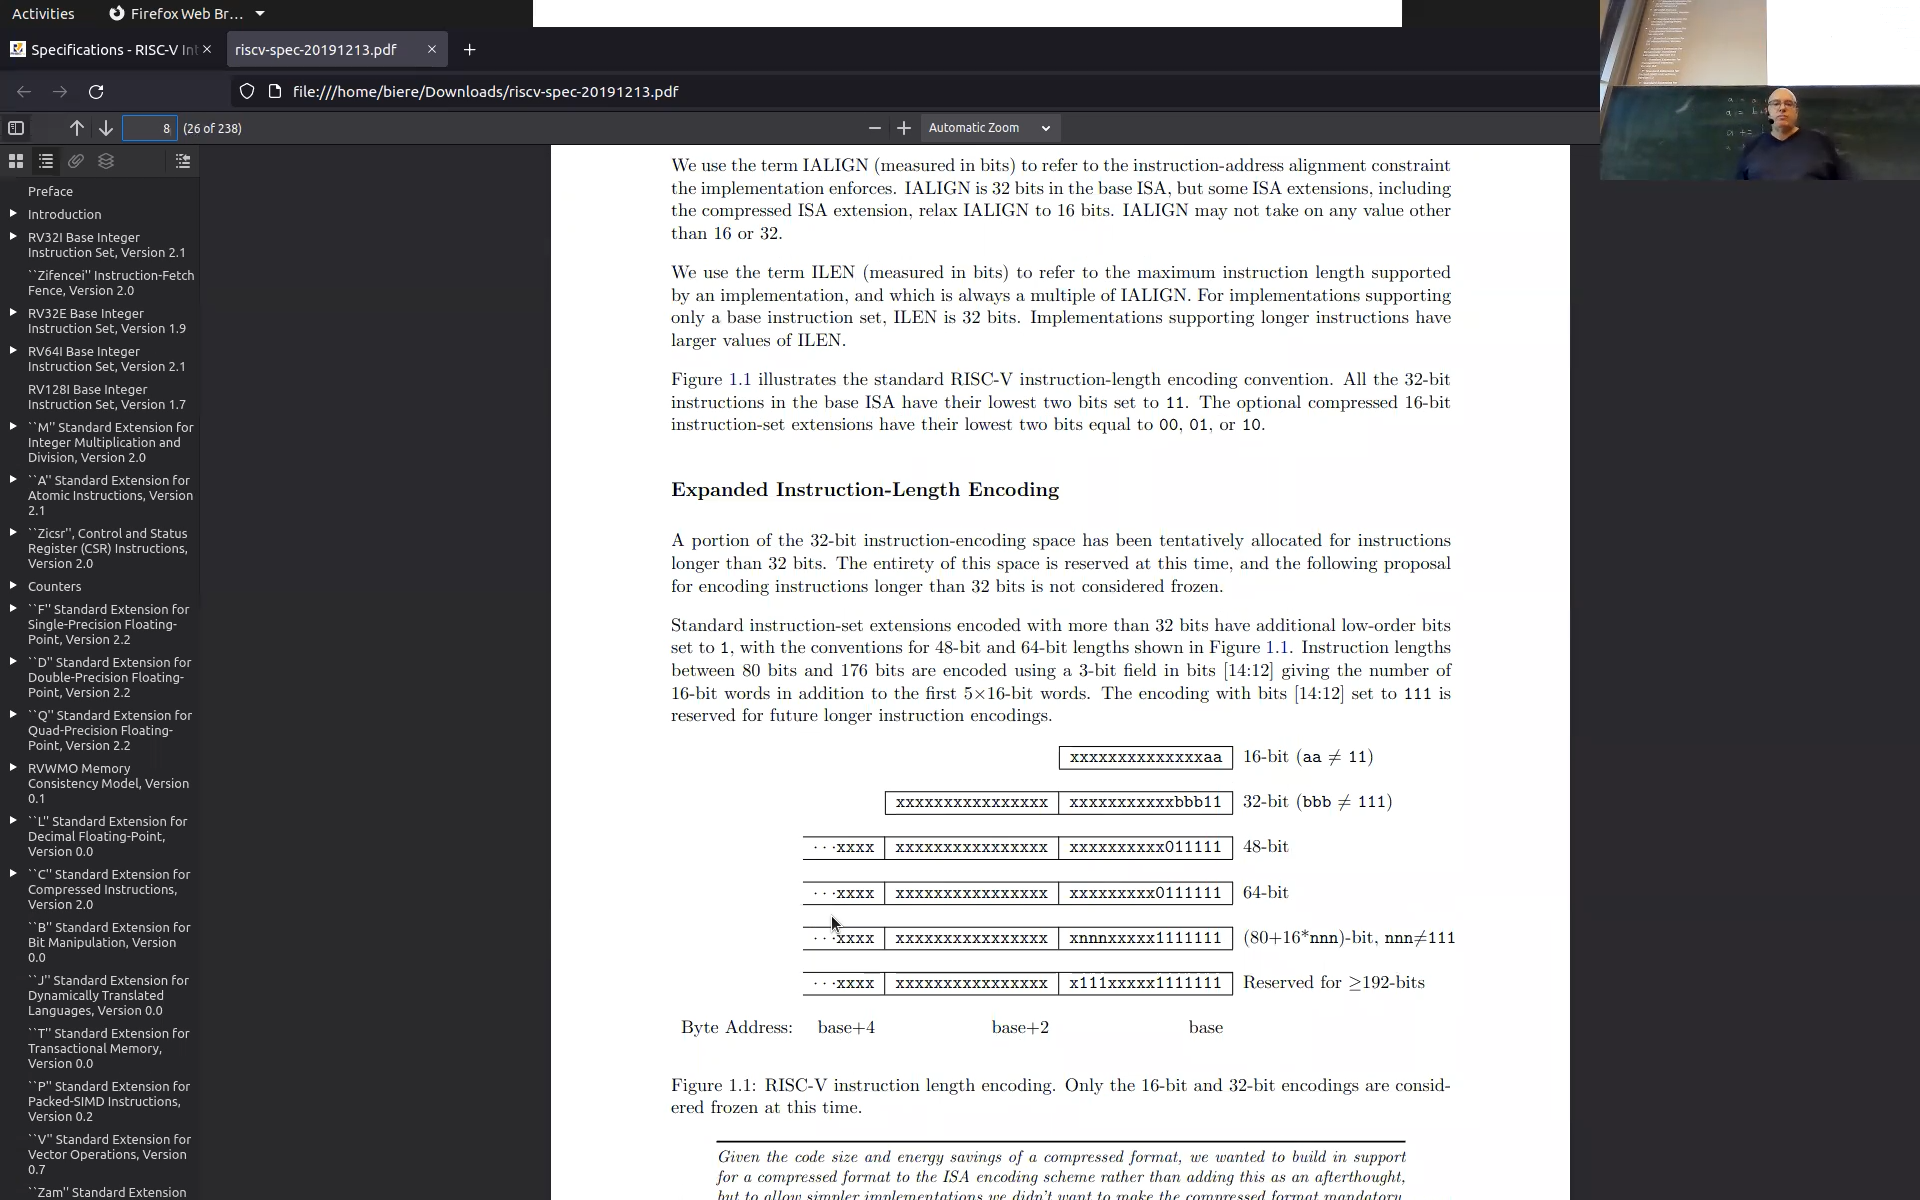 Activities
Firefox Web Br…
Specifications - RISC-V Int
riscv-spec-20191213.pdf
file:///home/biere/Downloads/riscv-spec-20191213.pdf
8 (26 of 238)
Automatic Zoom
Preface
Introduction
RV32I Base Integer
Instruction Set, Version 2.1
``Zifencei'' Instruction-Fetch
Fence, Version 2.0
RV32E Base Integer
Instruction Set, Version 1.9
RV64I Base Integer
Instruction Set, Version 2.1
RV128I Base Integer
Instruction Set, Version 1.7
``M'' Standard Extension for
Integer Multiplication and
Division, Version 2.0
``A'' Standard Extension for
Atomic Instructions, Version
2.1
``Zicsr'', Control and Status
Register (CSR) Instructions,
Version 2.0
Counters
``F'' Standard Extension for
Single-Precision Floating-
Point, Version 2.2
``D'' Standard Extension for
Double-Precision Floating-
Point, Version 2.2
``Q'' Standard Extension for
Quad-Precision Floating-
Point, Version 2.2
RVWMO Memory
Consistency Model, Version
0.1
``L'' Standard Extension for
Decimal Floating-Point,
Version 0.0
``C'' Standard Extension for
Compressed Instructions,
Version 2.0
``B'' Standard Extension for
Bit Manipulation, Version
0.0
``J'' Standard Extension for
Dynamically Translated
Languages, Version 0.0
``T'' Standard Extension for
Transactional Memory,
Version 0.0
``P'' Standard Extension for
Packed-SIMD Instructions,
Version 0.2
``V'' Standard Extension for
Vector Operations, Version
0.7
``Zam'' Standard Extension
We use the term IALIGN (measured in bits) to refer to the instruction-address alignment constraint
the implementation enforces. IALIGN is 32 bits in the base ISA, but some ISA extensions, including
the compressed ISA extension, relax IALIGN to 16 bits. IALIGN may not take on any value other
than 16 or 32.
We use the term ILEN (measured in bits) to refer to the maximum instruction length supported
by an implementation, and which is always a multiple of IALIGN. For implementations supporting
only a base instruction set, ILEN is 32 bits. Implementations supporting longer instructions have
larger values of ILEN.
Figure 1.1 illustrates the standard RISC-V instruction-length encoding convention. All the 32-bit
instructions in the base ISA have their lowest two bits set to 11. The optional compressed 16-bit
instruction-set extensions have their lowest two bits equal to 00, 01, or 10.
Expanded Instruction-Length Encoding
A portion of the 32-bit instruction-encoding space has been tentatively allocated for instructions
longer than 32 bits. The entirety of this space is reserved at this time, and the following proposal
for encoding instructions longer than 32 bits is not considered frozen.
Standard instruction-set extensions encoded with more than 32 bits have additional low-order bits
set to 1, with the conventions for 48-bit and 64-bit lengths shown in Figure 1.1. Instruction lengths
between 80 bits and 176 bits are encoded using a 3-bit field in bits [14:12] giving the number of
16-bit words in addition to the first 5×16-bit words. The encoding with bits [14:12] set to 111 is
reserved for future longer instruction encodings.
xxxxxxxxxxxxxxaa 16-bit (aa ≠ 11)
xxxxxxxxxxxxxxxx xxxxxxxxxxxbbb11 32-bit (bbb ≠ 111)
···xxxx xxxxxxxxxxxxxxxx xxxxxxxxxx011111 48-bit
···xxxx xxxxxxxxxxxxxxxx xxxxxxxxx0111111 64-bit
···xxxx xxxxxxxxxxxxxxxx xnnnxxxxx1111111 (80+16*nnn)-bit, nnn≠111
···xxxx xxxxxxxxxxxxxxxx x111xxxxx1111111 Reserved for ≥192-bits
Byte Address: base+4 base+2 base
Figure 1.1: RISC-V instruction length encoding. Only the 16-bit and 32-bit encodings are consid-
ered frozen at this time.
Given the code size and energy savings of a compressed format, we wanted to build in support
for a compressed format to the ISA encoding scheme rather than adding this as an afterthought,
but to allow simpler implementations we didn't want to make the compressed format mandatory.